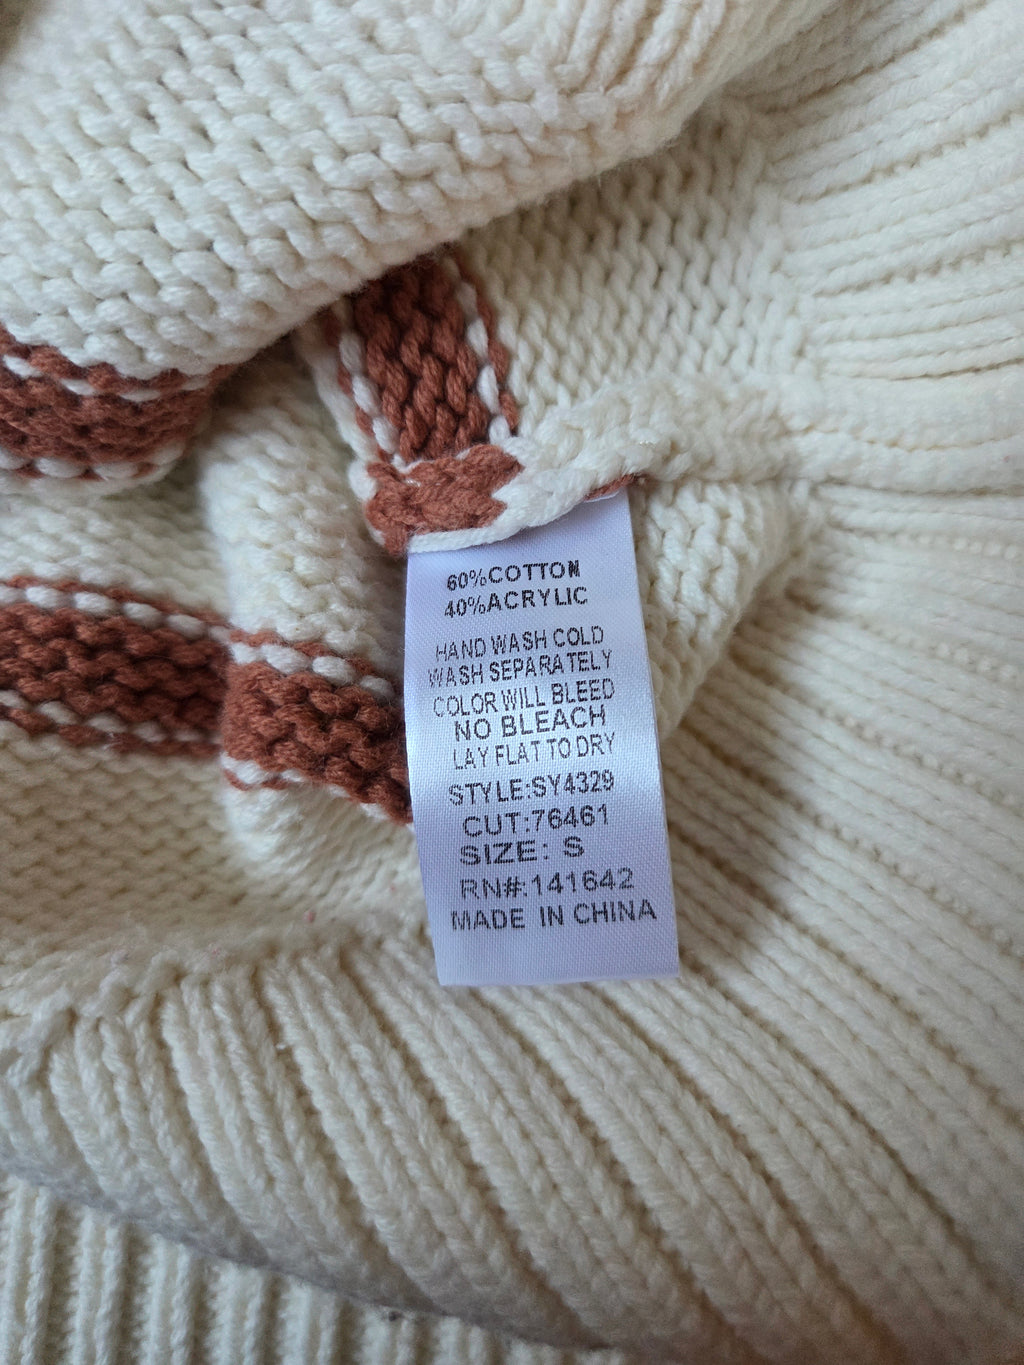 60%COTTON
40%ACRYLIC
HAND WASH COLD
WASH SEPARATELY
COLOR WILL BLEED
NO BLEACH
LAY FLAT TO DRY
STYLE:SY4329
CUT:76461
SIZE: S
RN#:141642
MADE IN CHINA